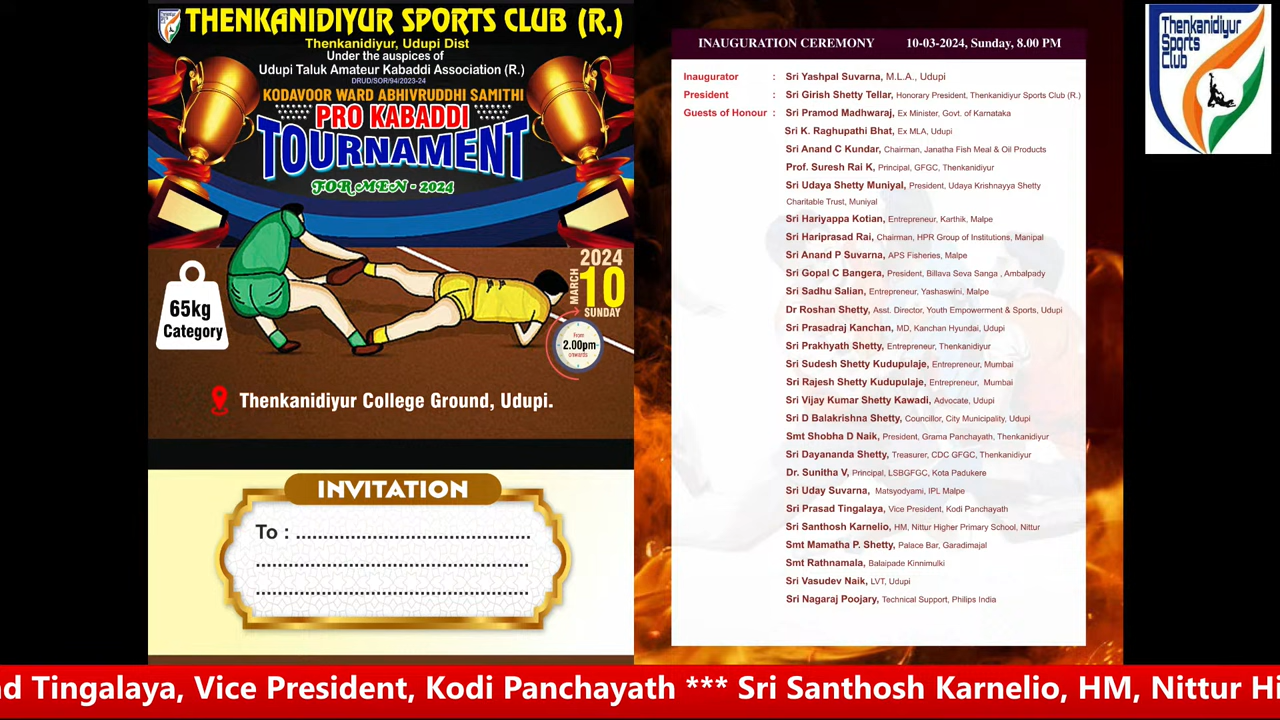 THENKANIDIYUR SPORTS CLUB (R.)
Thenkanidiyur, Udupi Dist
Under the auspices of
Udupi Taluk Amateur Kabaddi Association (R.)
DRUD/SOR/94/2023-24
KODAVOOR WARD ABHIVRUDDHI SAMITHI
PRO KABADDI
TOURNAMENT
FOR MEN - 2024
65kg
Category
2024
MARCH
10
SUNDAY
From
2.00pm
onwards
Thenkanidiyur College Ground, Udupi.
INVITATION
To : ..........................................
................................................
................................................
INAUGURATION CEREMONY 10-03-2024, Sunday, 8.00 PM
Inaugurator : Sri Yashpal Suvarna, M.L.A., Udupi
President : Sri Girish Shetty Tellar, Honorary President, Thenkanidiyur Sports Club (R.)
Guests of Honour : Sri Pramod Madhwaraj, Ex Minister, Govt. of Karnataka
Sri K. Raghupathi Bhat, Ex MLA, Udupi
Sri Anand C Kundar, Chairman, Janatha Fish Meal & Oil Products
Prof. Suresh Rai K, Principal, GFGC, Thenkanidiyur
Sri Udaya Shetty Muniyal, President, Udaya Krishnayya Shetty
Charitable Trust, Muniyal
Sri Hariyappa Kotian, Entrepreneur, Karthik, Malpe
Sri Hariprasad Rai, Chairman, HPR Group of Institutions, Manipal
Sri Anand P Suvarna, APS Fisheries, Malpe
Sri Gopal C Bangera, President, Billava Seva Sanga , Ambalpady
Sri Sadhu Salian, Entrepreneur, Yashaswini, Malpe
Dr Roshan Shetty, Asst. Director, Youth Empowerment & Sports, Udupi
Sri Prasadraj Kanchan, MD, Kanchan Hyundai, Udupi
Sri Prakhyath Shetty, Entrepreneur, Thenkanidiyur
Sri Sudesh Shetty Kudupulaje, Entrepreneur, Mumbai
Sri Rajesh Shetty Kudupulaje, Entrepreneur, Mumbai
Sri Vijay Kumar Shetty Kawadi, Advocate, Udupi
Sri D Balakrishna Shetty, Councillor, City Municipality, Udupi
Smt Shobha D Naik, President, Grama Panchayath, Thenkanidiyur
Sri Dayananda Shetty, Treasurer, CDC GFGC, Thenkanidiyur
Dr. Sunitha V, Principal, LSBGFGC, Kota Padukere
Sri Uday Suvarna, Matsyodyami, IPL Malpe
Sri Prasad Tingalaya, Vice President, Kodi Panchayath
Sri Santhosh Karnelio, HM, Nittur Higher Primary School, Nittur
Smt Mamatha P. Shetty, Palace Bar, Garadimajal
Smt Rathnamala, Balaipade Kinnimulki
Sri Vasudev Naik, LVT, Udupi
Sri Nagaraj Poojary, Technical Support, Philips India
Thenkanidiyur
Sports
Club
ad Tingalaya, Vice President, Kodi Panchayath *** Sri Santhosh Karnelio, HM, Nittur Hi